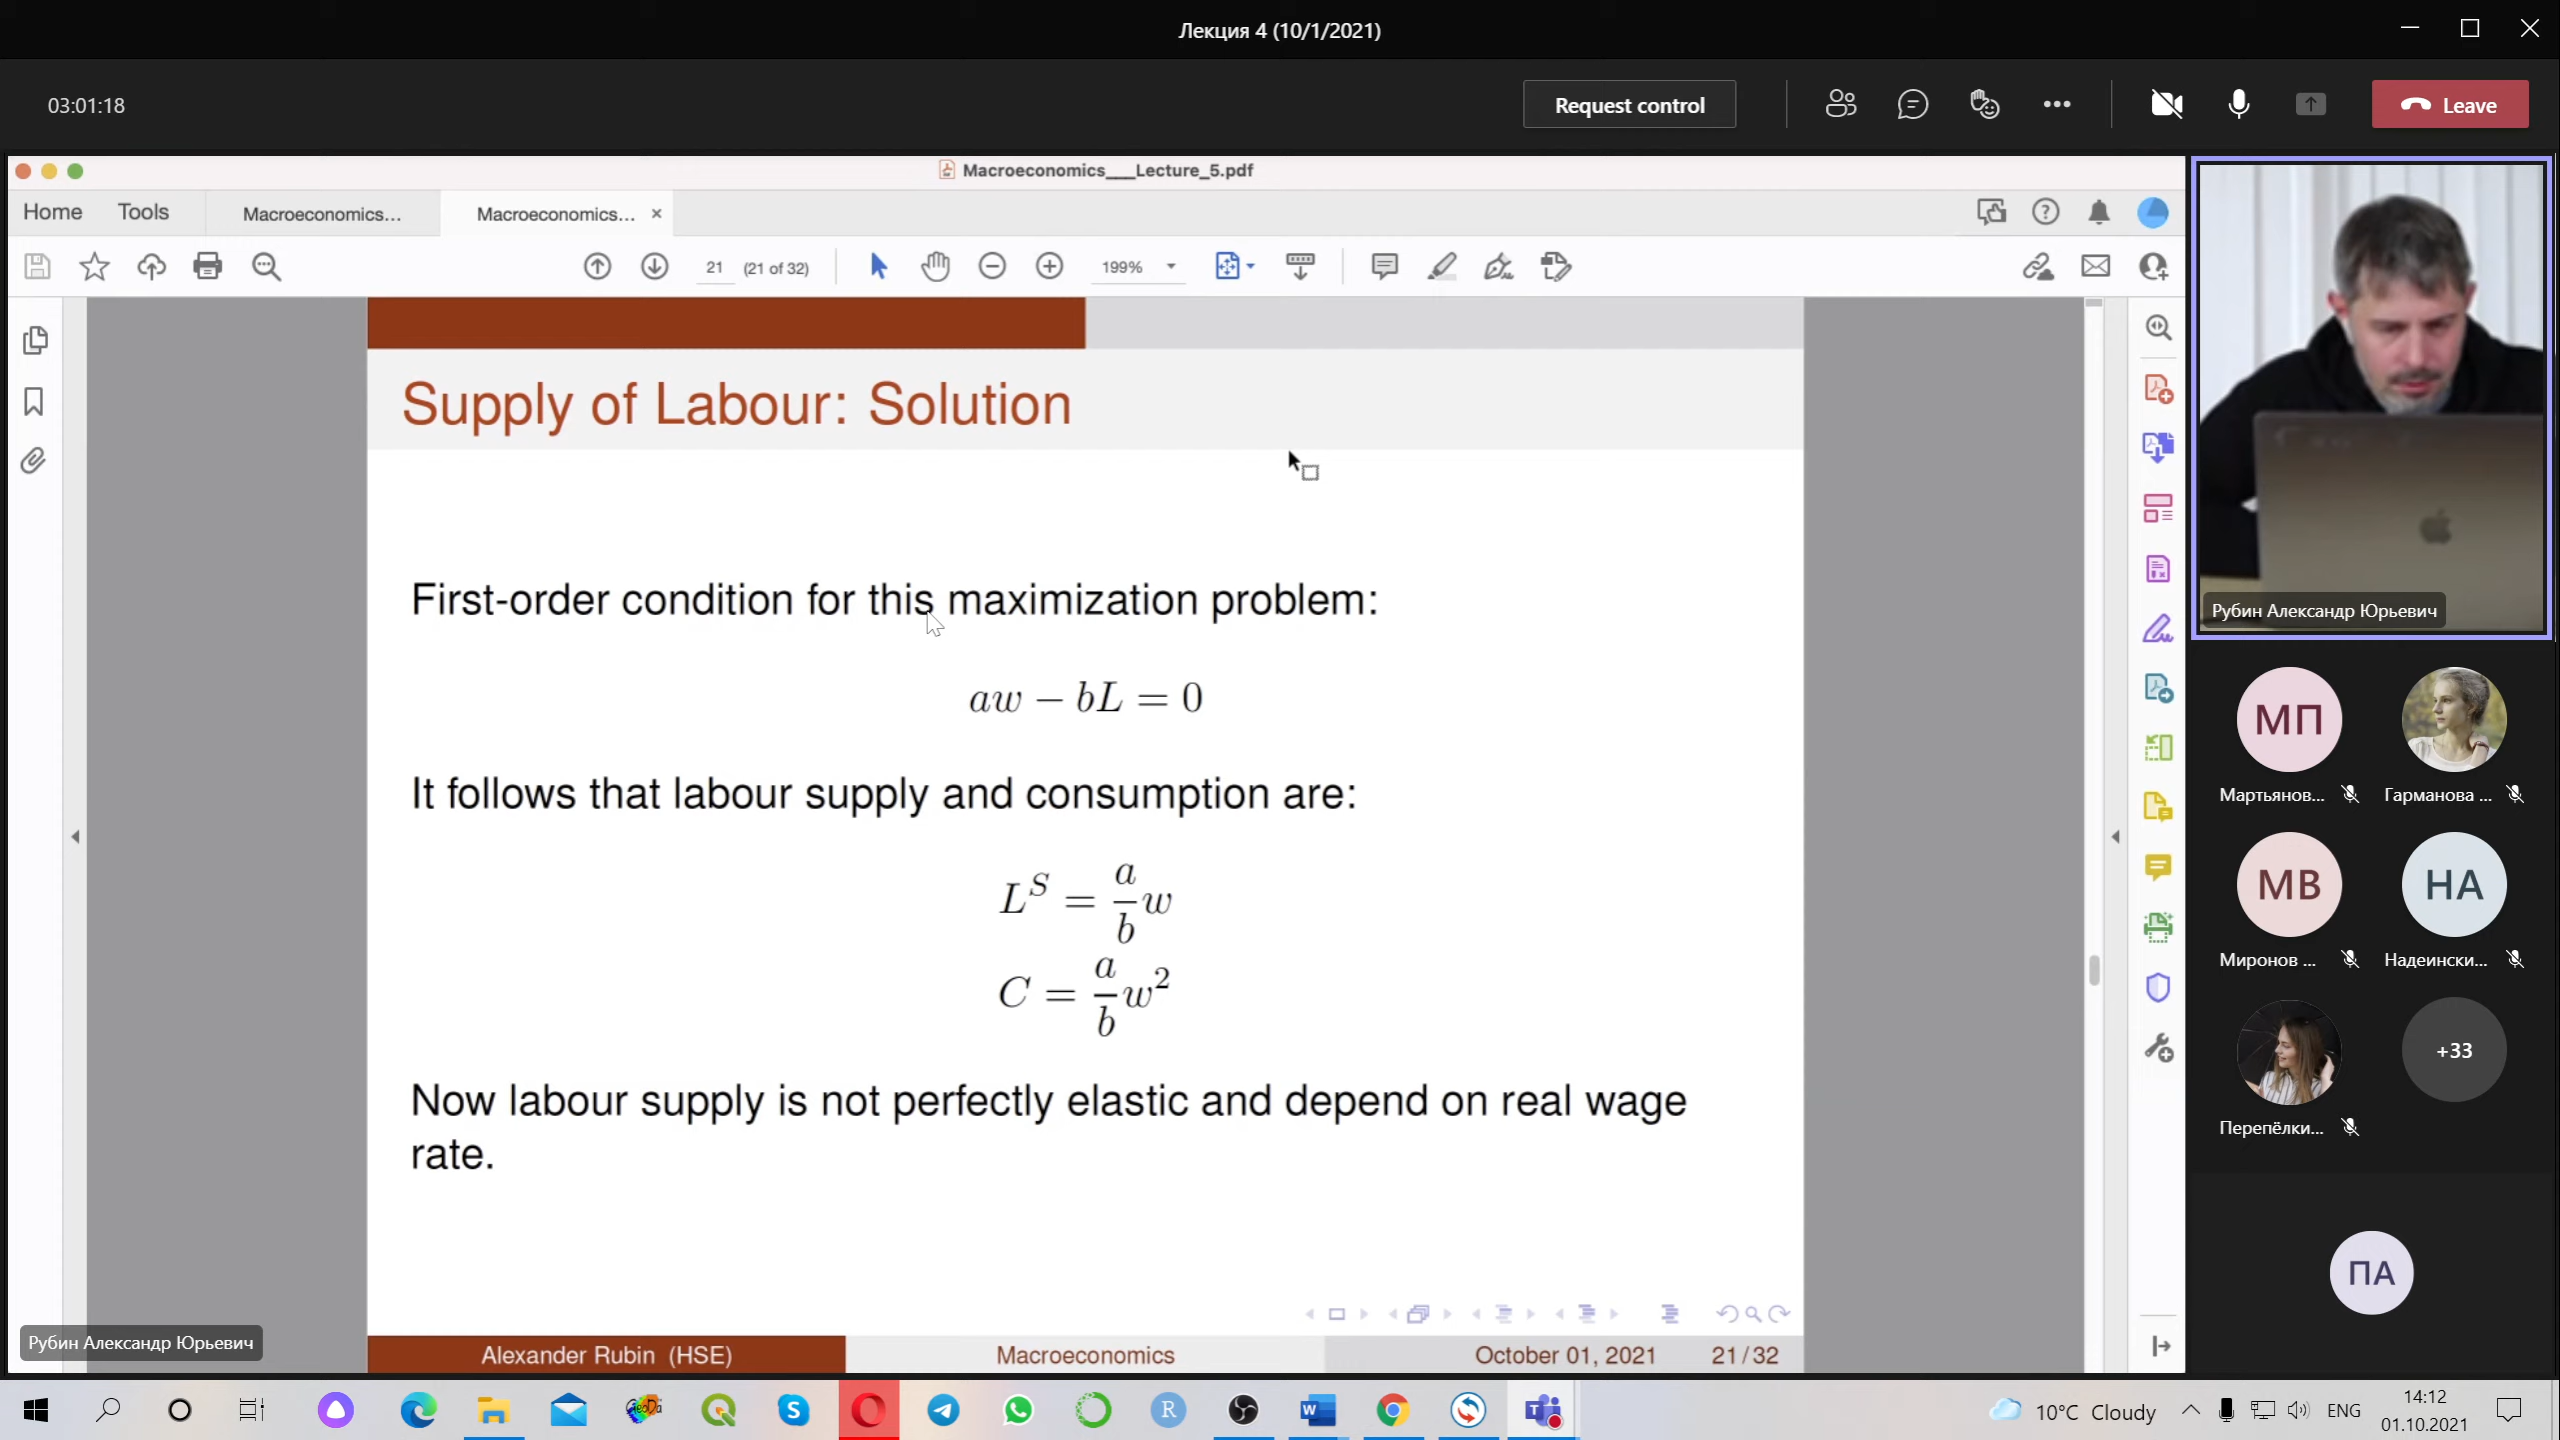 Лекция 4 (10/1/2021)
03:01:18
Request control
Leave
Macroeconomics___Lecture_5.pdf
Home
Tools
Macroeconomics...
Macroeconomics...
21
(21 of 32)
199%
Supply of Labour: Solution
First-order condition for this maximization problem:
aw − bL = 0
It follows that labour supply and consumption are:
L^S = a/b w
C = a/b w²
Now labour supply is not perfectly elastic and depend on real wage
rate.
Рубин Александр Юрьевич
Alexander Rubin (HSE)
Macroeconomics
October 01, 2021
21/32
Рубин Александр Юрьевич
МП
Мартьянов...
Гарманова ...
МВ
НА
Миронов ...
Надеински...
+33
Перепёлки...
ПА
GeoDa
R
W
10°C Cloudy
ENG
14:12
01.10.2021